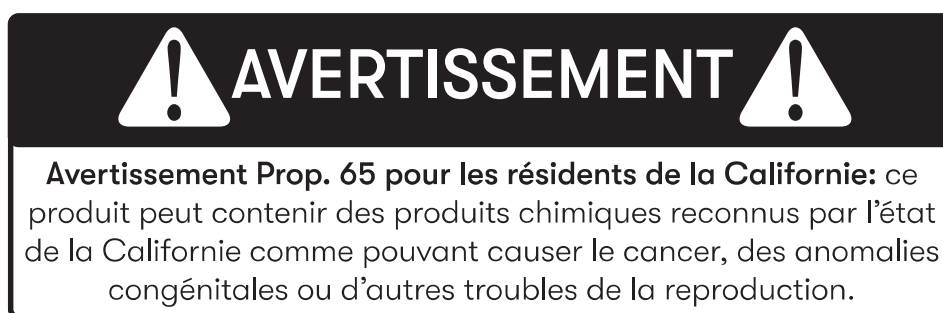 AVERTISSEMENT
Avertissement Prop. 65 pour les résidents de la Californie: ce
produit peut contenir des produits chimiques reconnus par l'état
de la Californie comme pouvant causer le cancer, des anomalies
congénitales ou d'autres troubles de la reproduction.